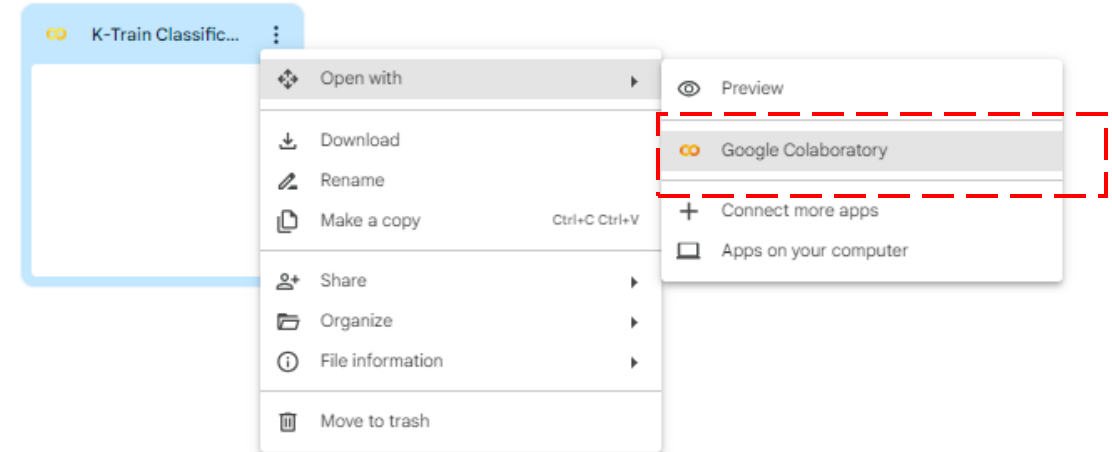 K-Train Classific...
Open with
Download
Rename
Make a copy Ctrl+C Ctrl+V
Share
Organize
File information
Move to trash
Preview
Google Colaboratory
Connect more apps
Apps on your computer